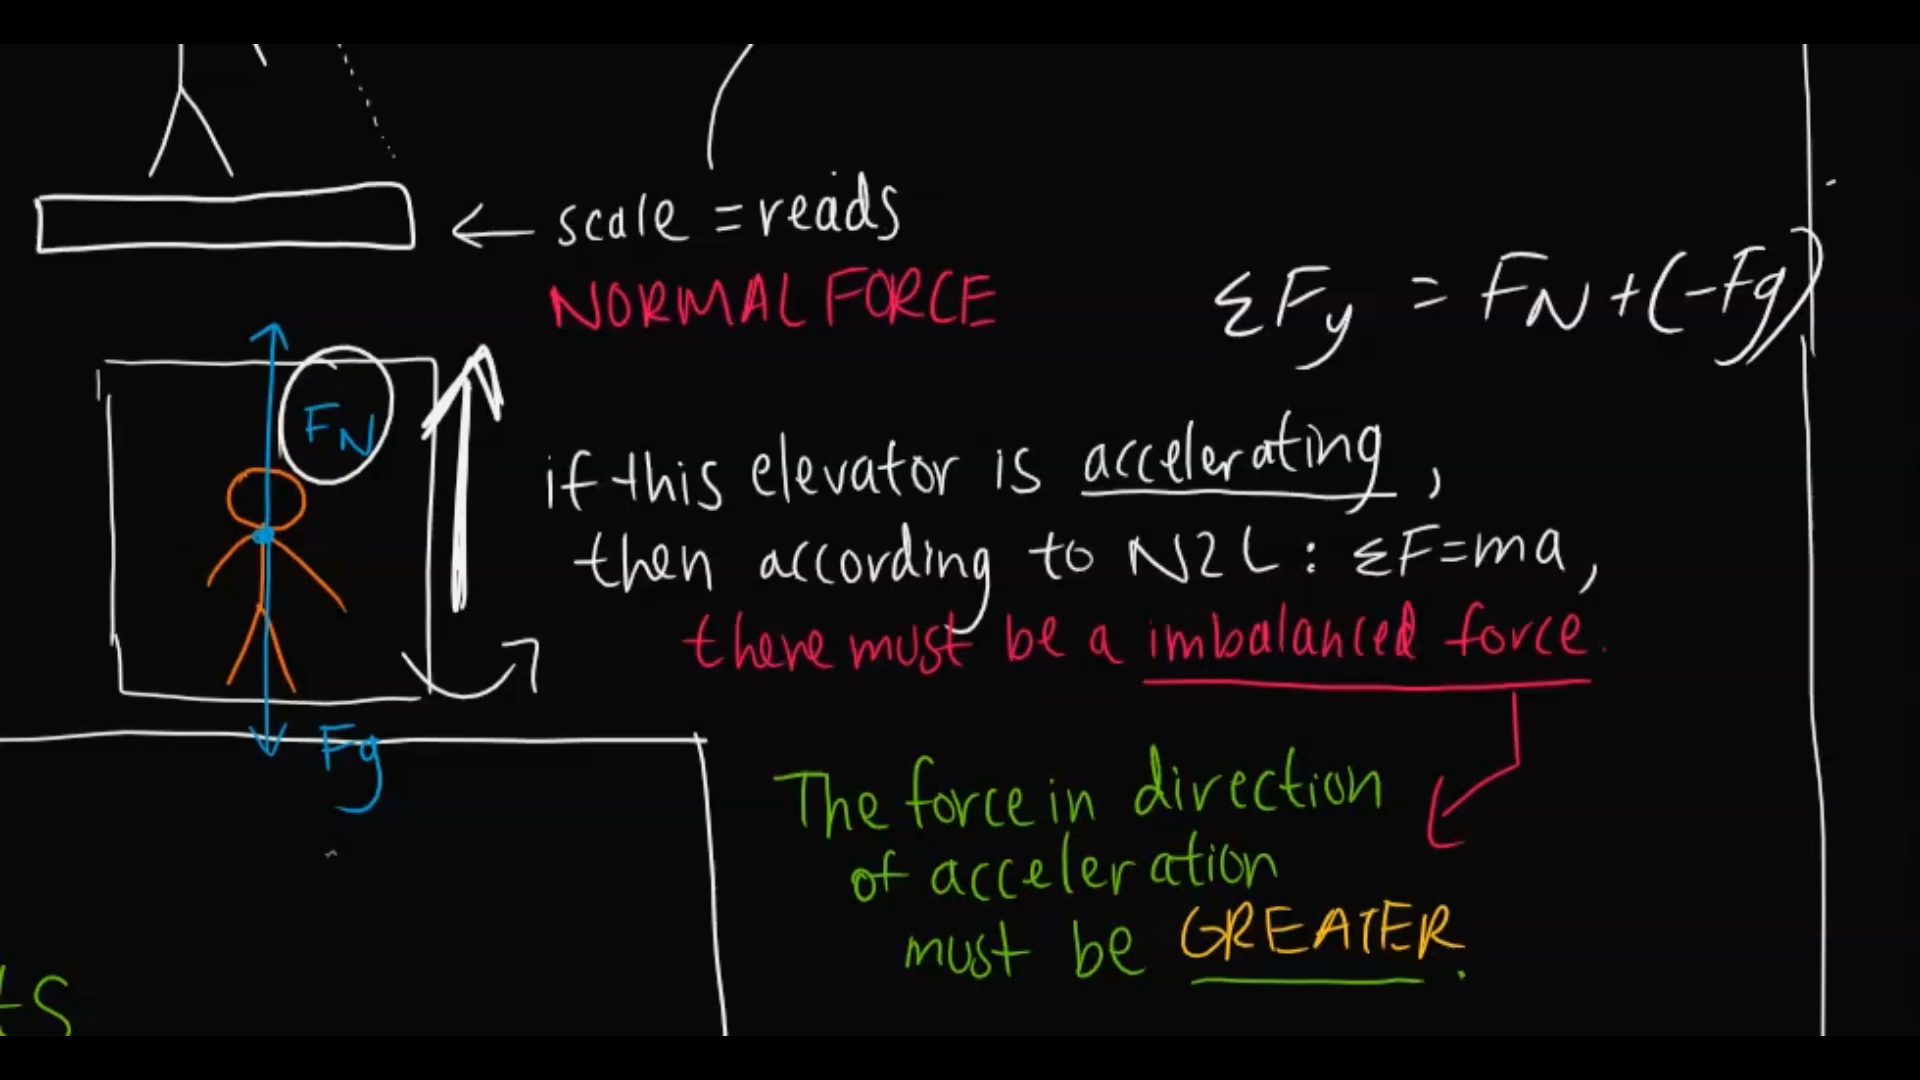 ← scale = reads
NORMAL FORCE
ΣFy = FN + (-Fg)
FN
if this elevator is accelerating,
then according to N2L: ΣF=ma,
there must be a imbalanced force.
Fg
The force in direction
of acceleration
must be GREATER.
ts